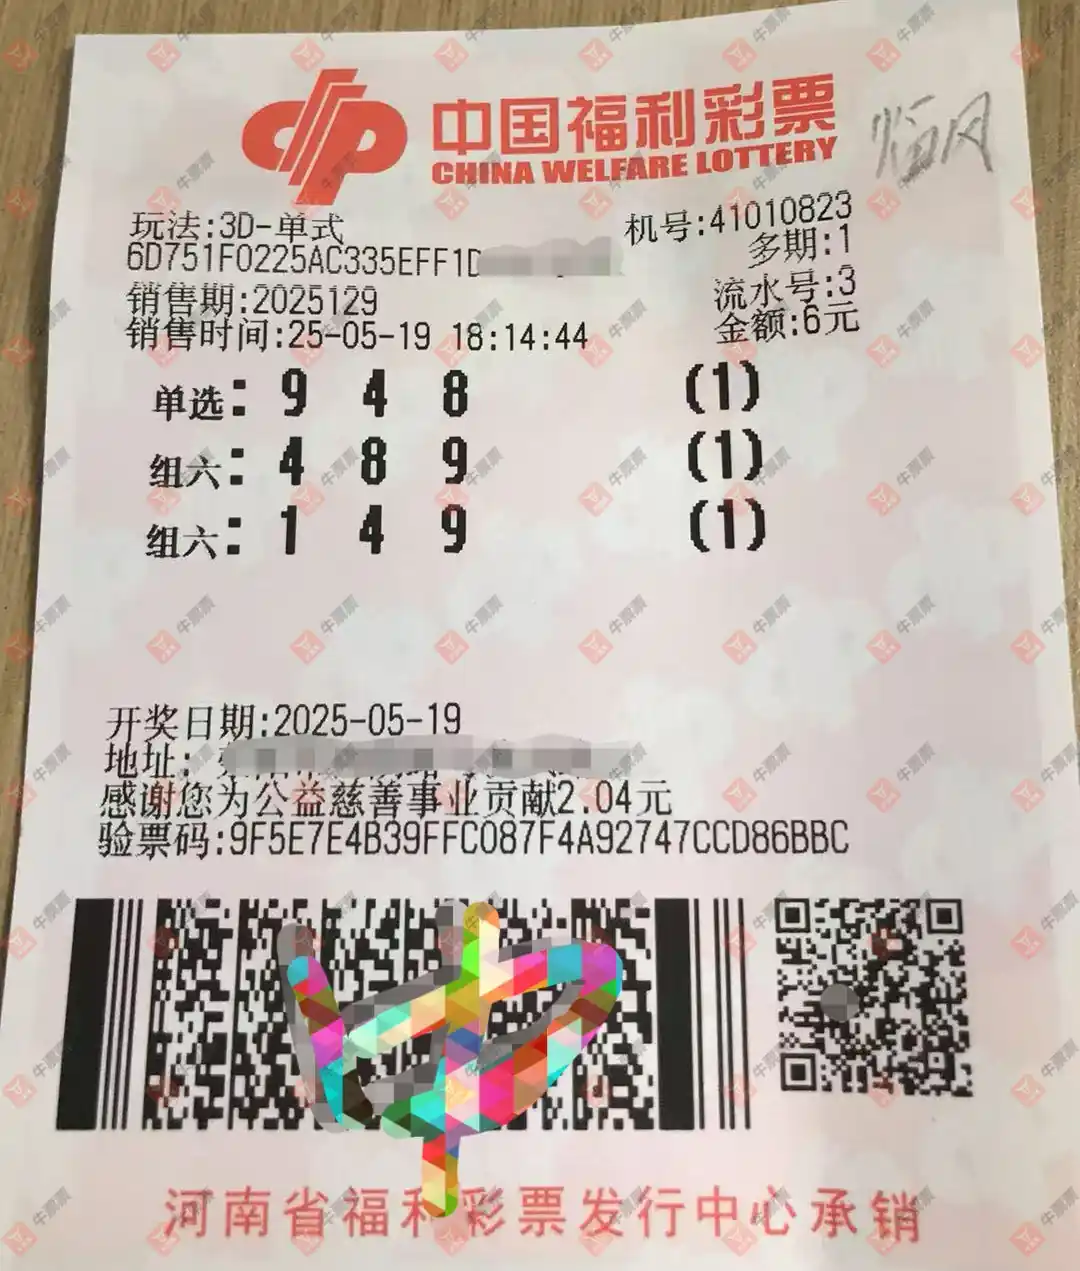 中国福利彩票
CHINA WELFARE LOTTERY
玩法:3D-单式
机号:41010823
6D751F0225AC335EFF1D
多期:1
销售期:2025129
流水号:3
销售时间:25-05-19 18:14:44
金额:6元
单选: 9 4 8 (1)
组六: 4 8 9 (1)
组六: 1 4 9 (1)
开奖日期:2025-05-19
地址:
感谢您为公益慈善事业贡献2.04元
验票码:9F5E7E4B39FFC087F4A92747CCD86BBC
中
河南省福利彩票发行中心承销
牛票票